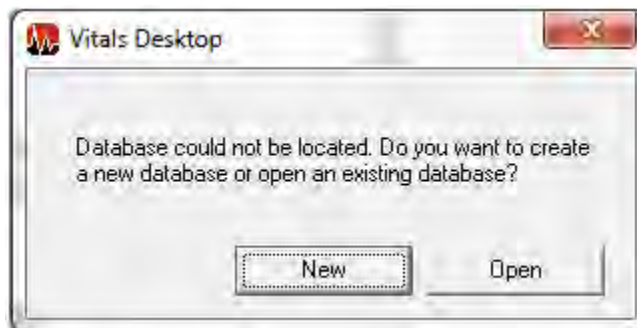 Vitals Desktop
Database could not be located. Do you want to create
a new database or open an existing database?
New
Open